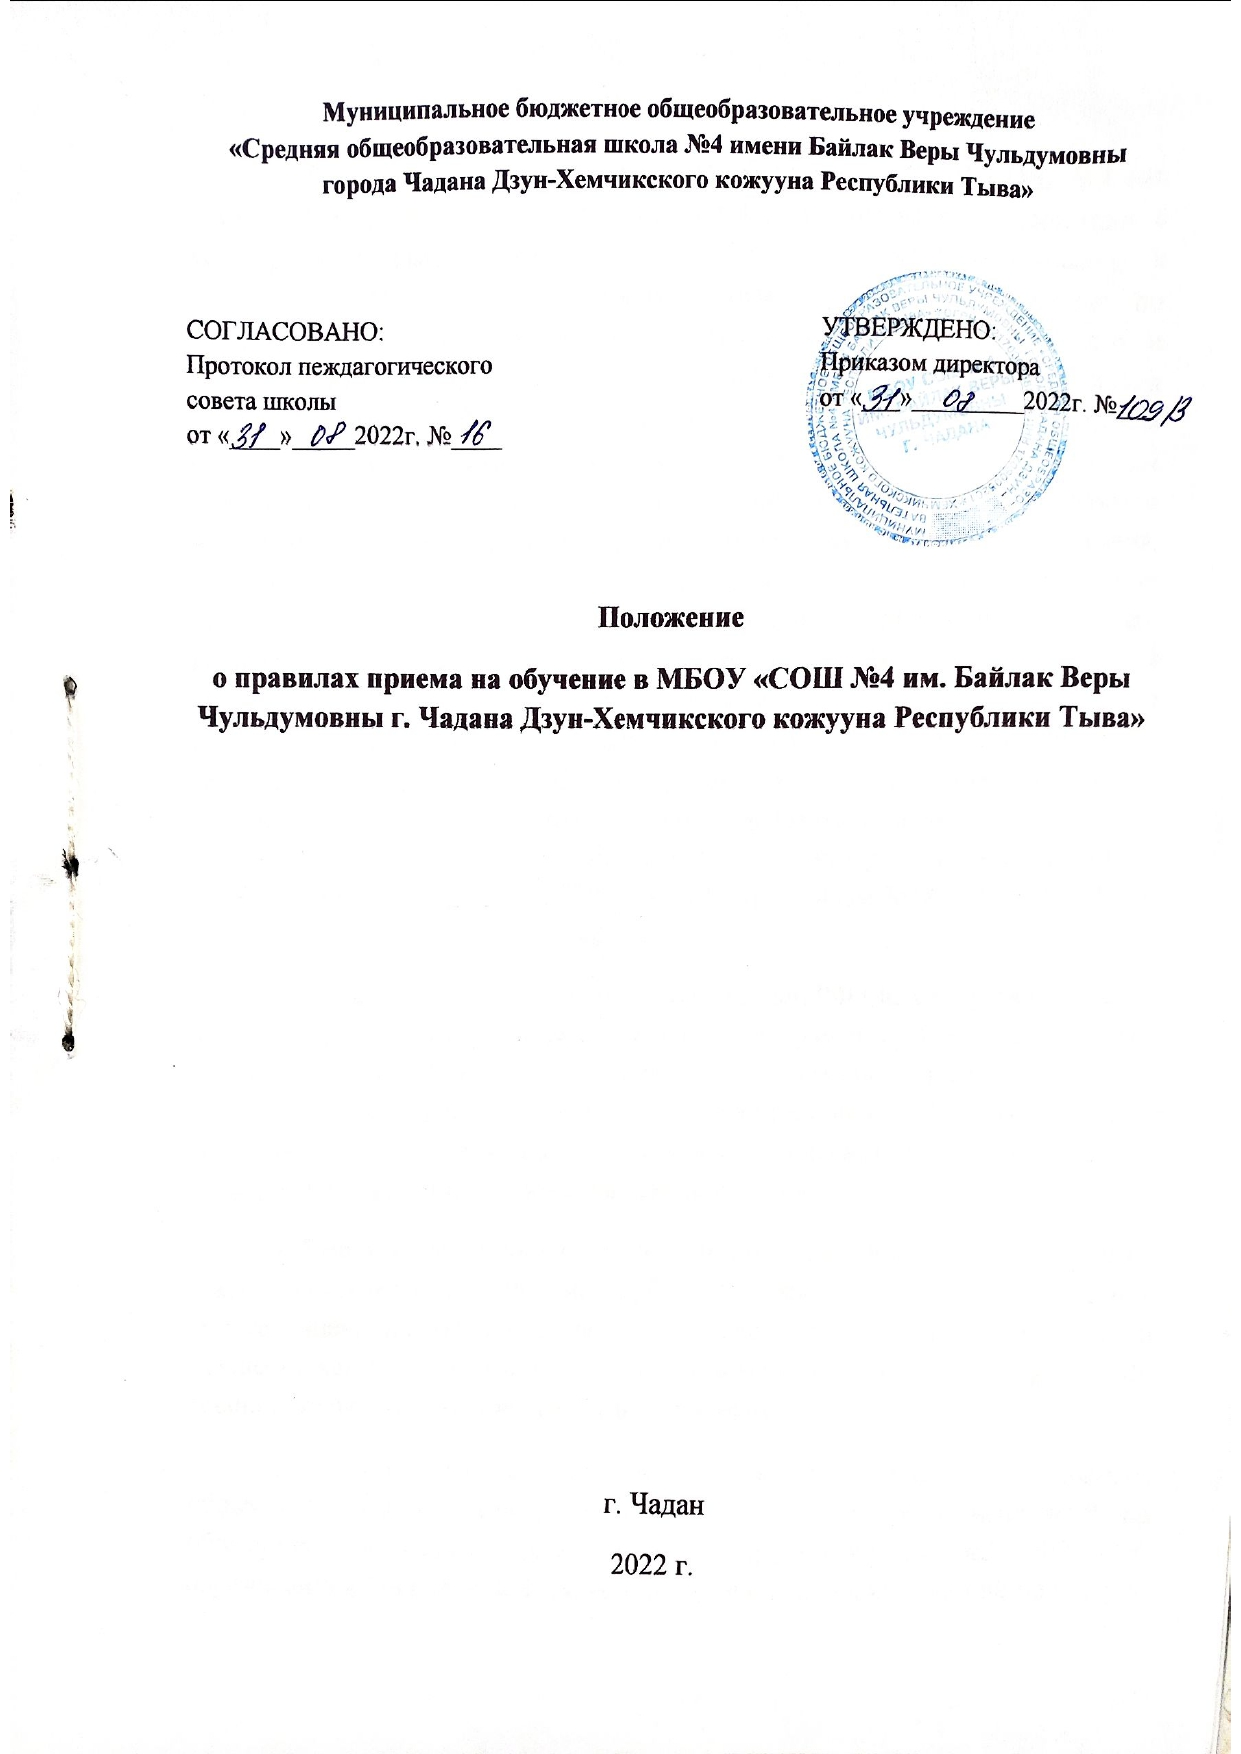 Муниципальное бюджетное общеобразовательное учреждение
«Средняя общеобразовательная школа №4 имени Байлак Веры Чульдумовны
города Чадана Дзун-Хемчикского кожууна Республики Тыва»
СОГЛАСОВАНО:
Протокол пеждагогического
совета школы
от «31» 08 2022г. № 16
УТВЕРЖДЕНО:
Приказом директора
от «31» 08 2022г. №109/3
Положение
о правилах приема на обучение в МБОУ «СОШ №4 им. Байлак Веры
Чульдумовны г. Чадана Дзун-Хемчикского кожууна Республики Тыва»
г. Чадан
2022 г.